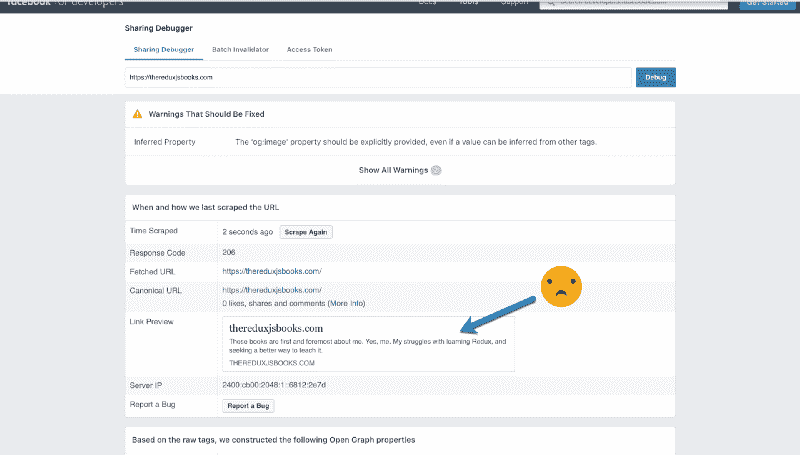 facebook for developers Docs Tools Support Get Started
Sharing Debugger
Sharing Debugger Batch Invalidator Access Token
https://thereduxjsbooks.com Debug
Warnings That Should Be Fixed
Inferred Property The 'og:image' property should be explicitly provided, even if a value can be inferred from other tags.
Show All Warnings
When and how we last scraped the URL
Time Scraped 2 seconds ago Scrape Again
Response Code 206
Fetched URL https://thereduxjsbooks.com/
Canonical URL https://thereduxjsbooks.com/
0 likes, shares and comments (More Info)
Link Preview thereduxjsbooks.com
These books are first and foremost about me. Yes, me. My struggles with learning Redux, and
seeking a better way to teach it.
THEREDUXJSBOOKS.COM
Server IP 2400:cb00:2048:1::6812:2e7d
Report a Bug Report a Bug
Based on the raw tags, we constructed the following Open Graph properties